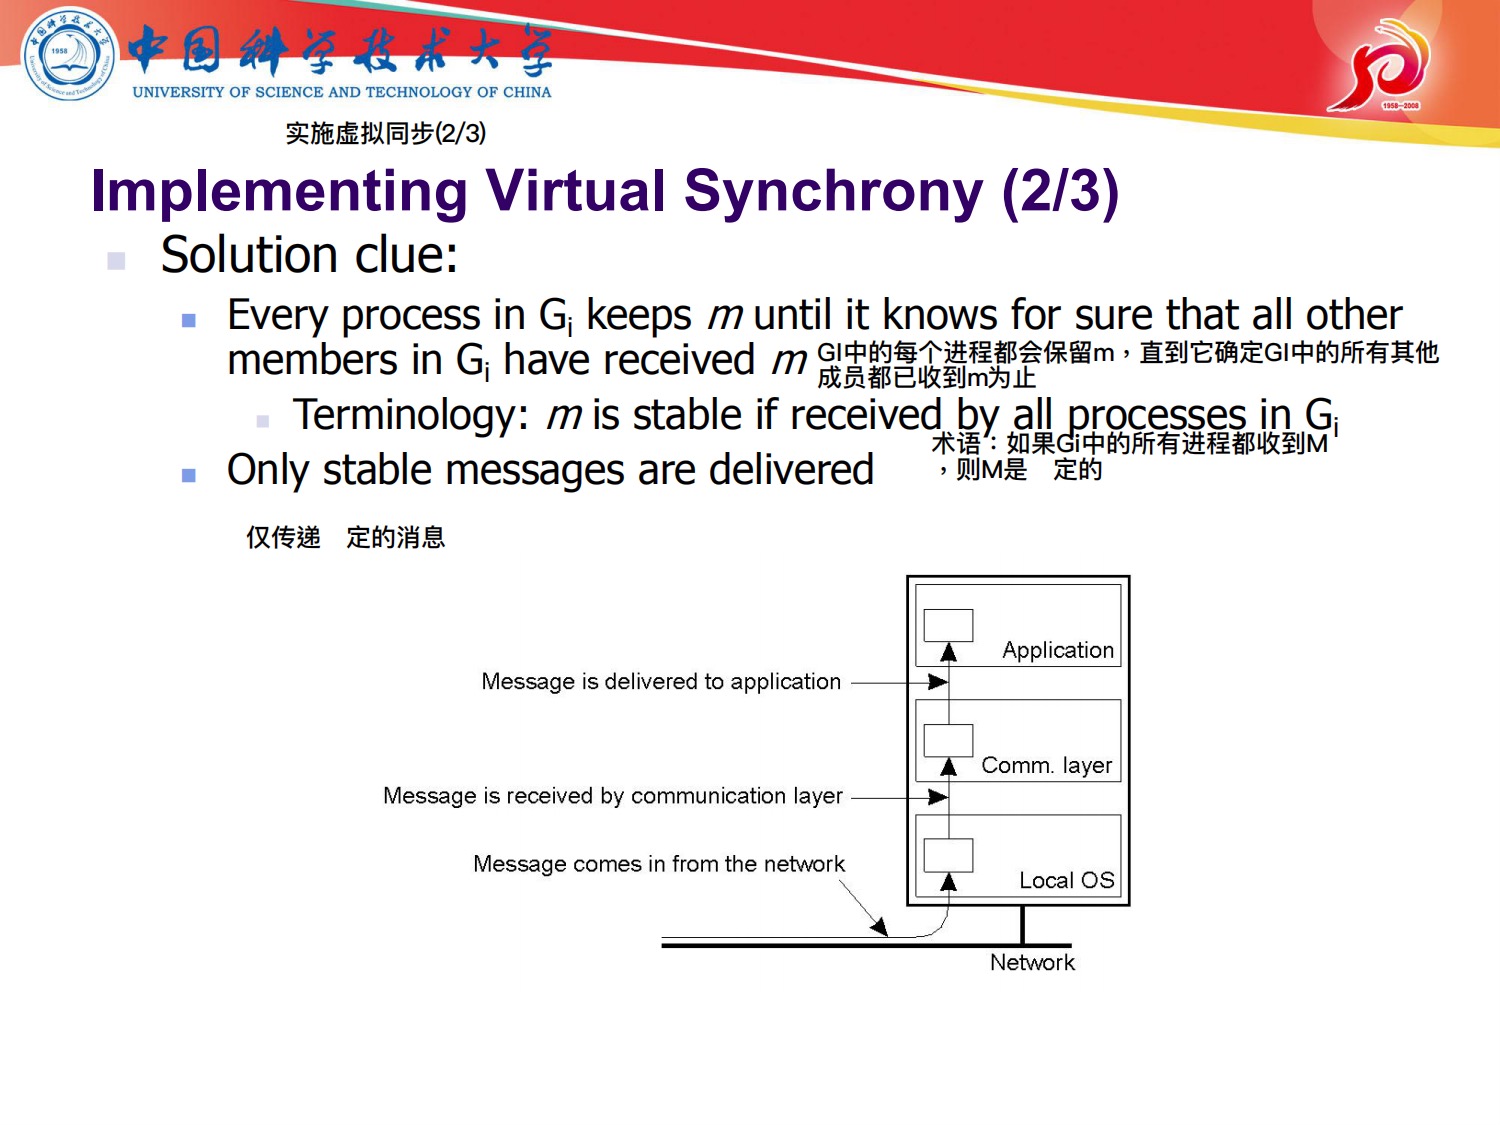 中国科学技术大学
UNIVERSITY OF SCIENCE AND TECHNOLOGY OF CHINA
1958
1958—2008
实施虚拟同步(2/3)
Implementing Virtual Synchrony (2/3)
Solution clue:
Every process in Gi keeps m until it knows for sure that all other
members in Gi have received m
GI中的每个进程都会保留m，直到它确定GI中的所有其他
成员都已收到m为止
Terminology: m is stable if received by all processes in Gi
术语：如果Gi中的所有进程都收到M
，则M是 定的
Only stable messages are delivered
仅传递 定的消息
Application
Message is delivered to application
Comm. layer
Message is received by communication layer
Message comes in from the network
Local OS
Network